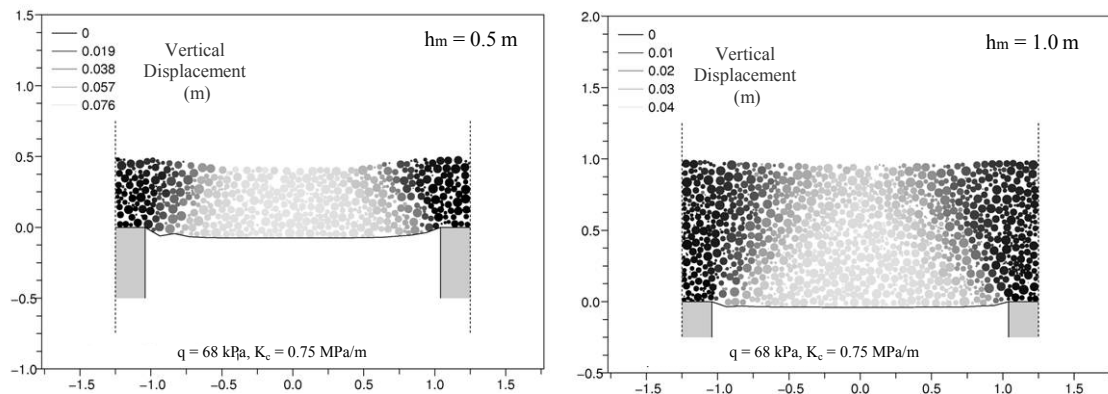 1.5
1.0
0.5
0.0
−0.5
−1.0
0
0.019
0.038
0.057
0.076
Vertical
Displacement
(m)
hm = 0.5 m
q = 68 kPa, Kc = 0.75 MPa/m
−1.5 −1.0 −0.5 0.0 0.5 1.0 1.5
2.0
1.5
1.0
0.5
0.0
−0.5
0
0.01
0.02
0.03
0.04
Vertical
Displacement
(m)
hm = 1.0 m
q = 68 kPa, Kc = 0.75 MPa/m
−1.5 −1.0 −0.5 0.0 0.5 1.0 1.5